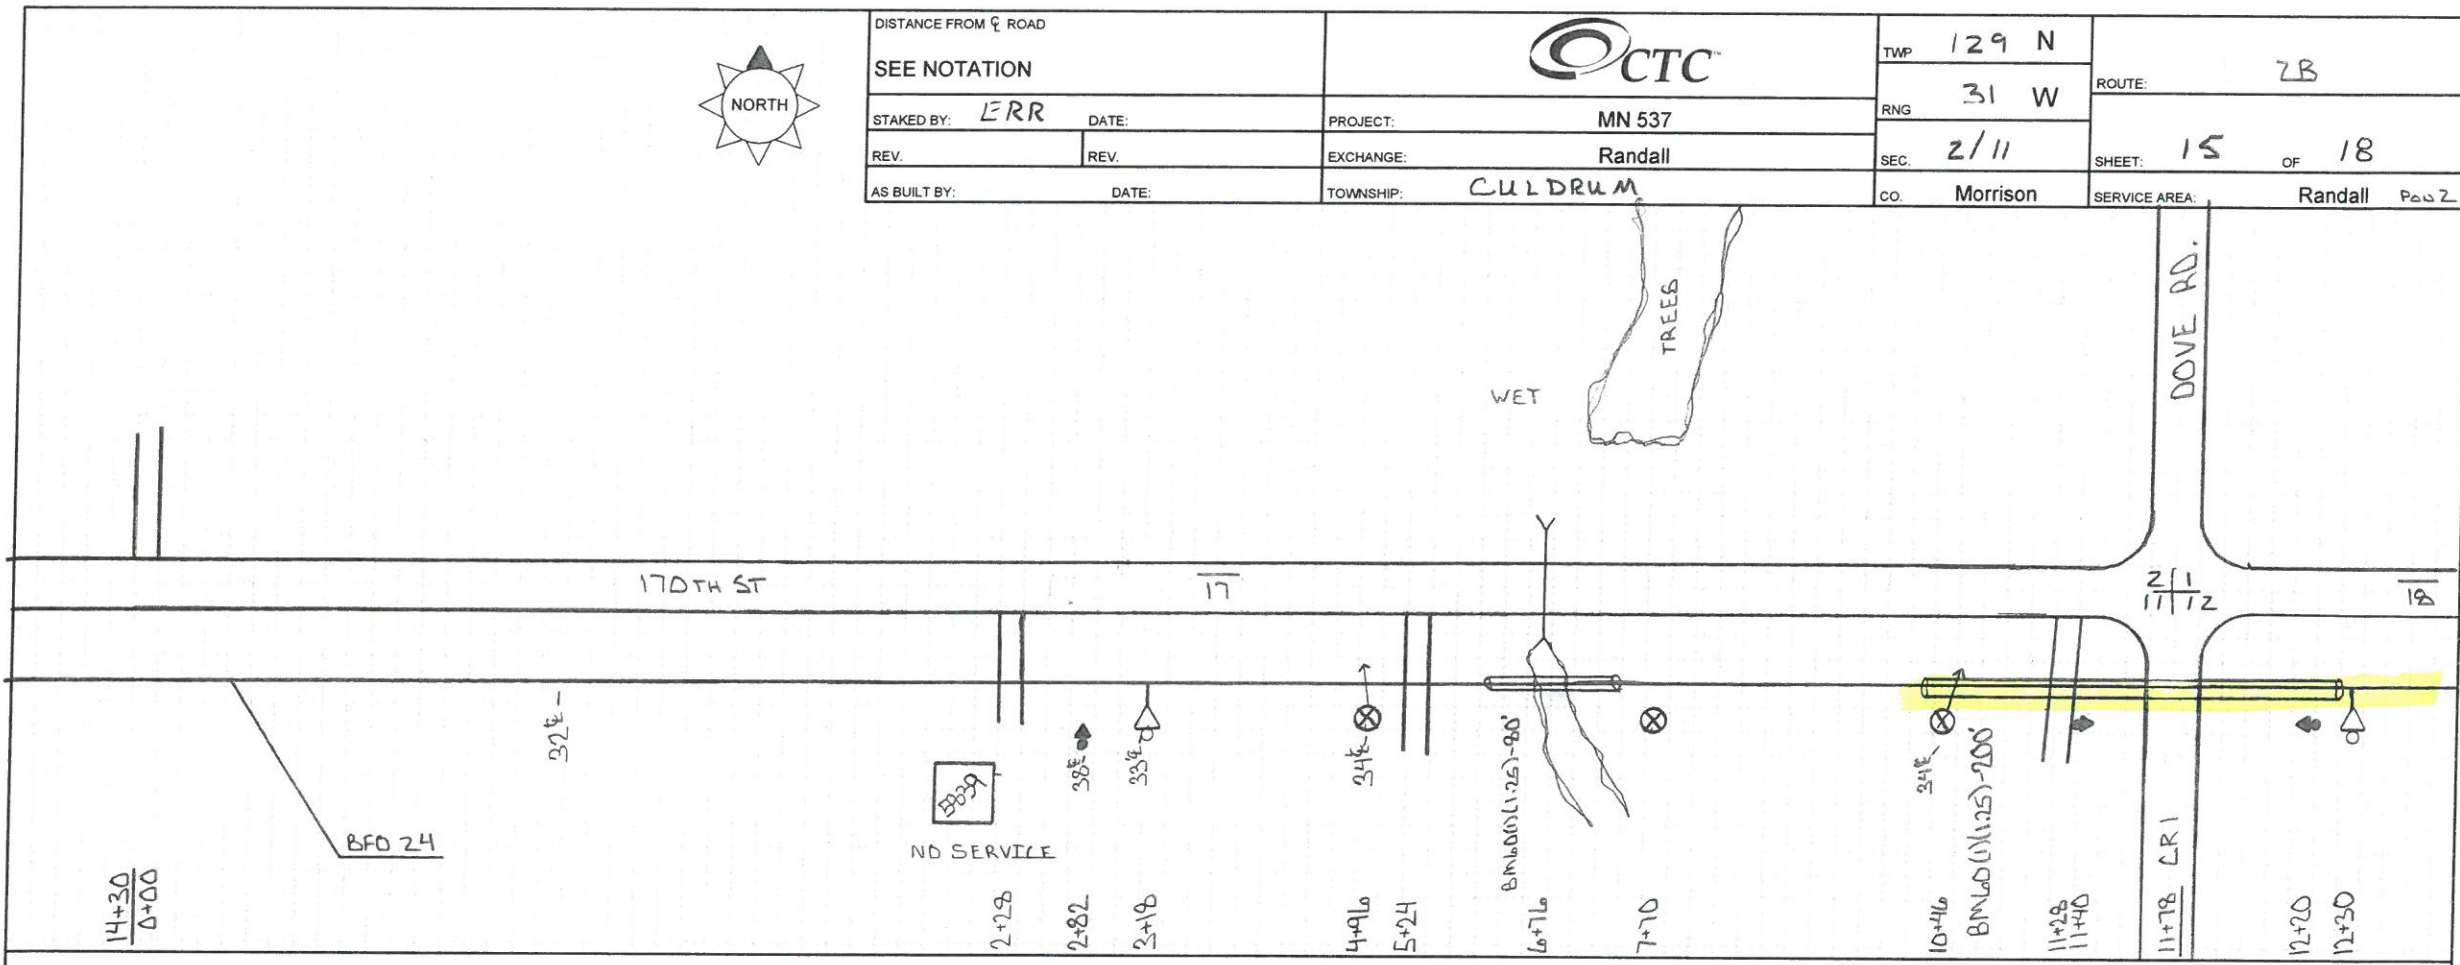 NORTH
DISTANCE FROM ℄ ROAD
SEE NOTATION
STAKED BY: ERR DATE:
REV. REV.
AS BUILT BY: DATE:
CTC™
PROJECT: MN 537
EXCHANGE: Randall
TOWNSHIP: CULDRUM
TWP 129 N
RNG 31 W
SEC. 2/11
CO. Morrison
ROUTE: 2B
SHEET: 15 OF 18
SERVICE AREA: Randall PON2
TREES
WET
DOVE RD.
170TH ST
17
2 1
11 12
18
32℄
38℄
33℄
34℄
BM60(1)(1.25)-80'
34℄
BM60(1)(1.25)-200'
BFO 24
NO SERVICE
CR1
14+30
0+00
2+28
2+82
3+18
4+96
5+24
6+76
7+70
10+46
11+28
11+40
11+78
12+20
12+30